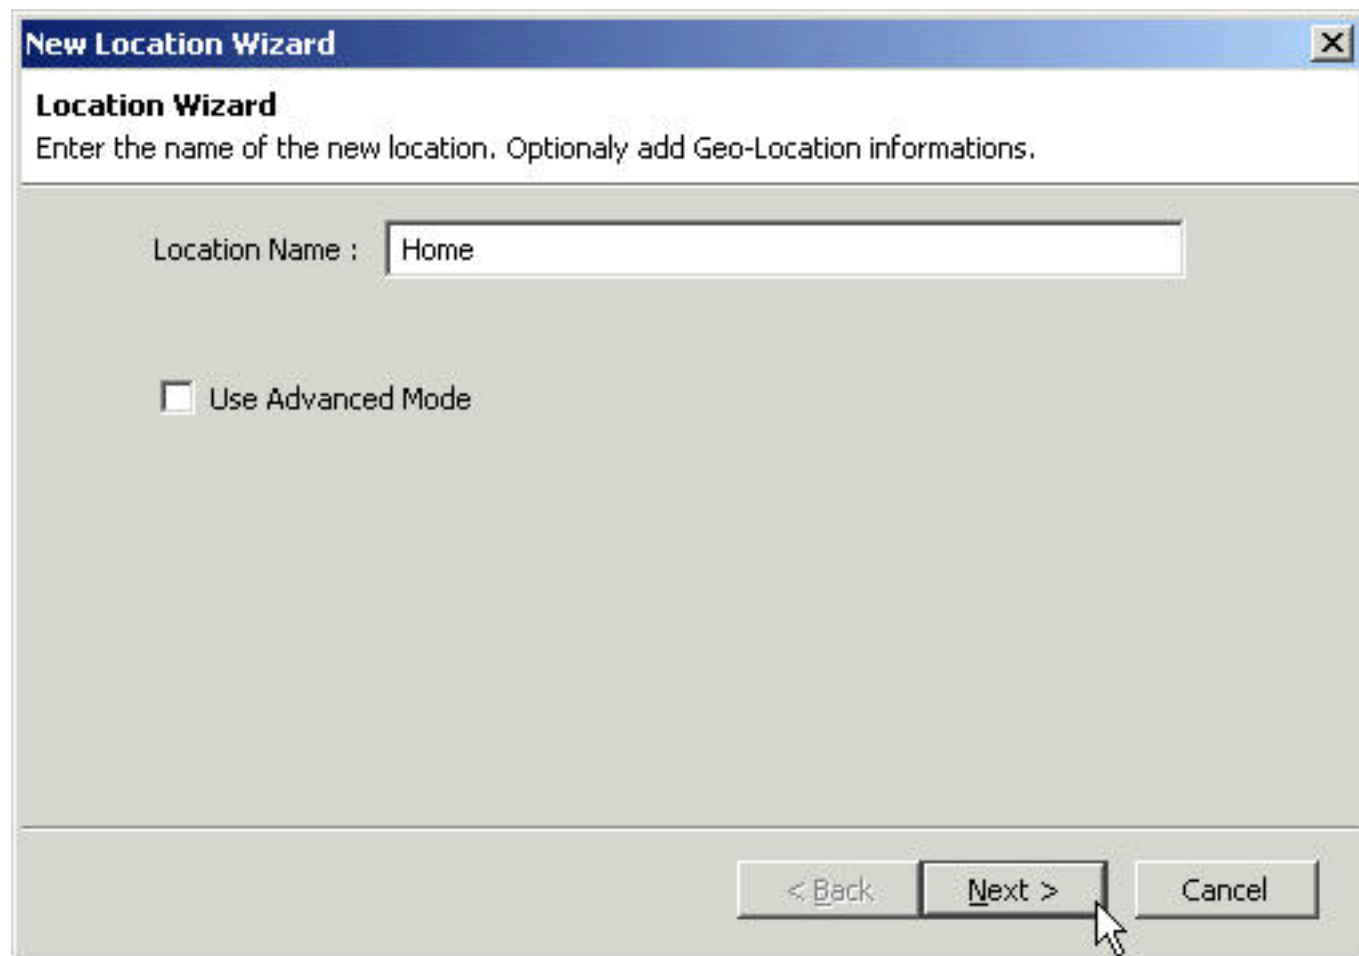 New Location Wizard
Location Wizard
Enter the name of the new location. Optionaly add Geo-Location informations.
Location Name : Home
Use Advanced Mode
< Back Next > Cancel